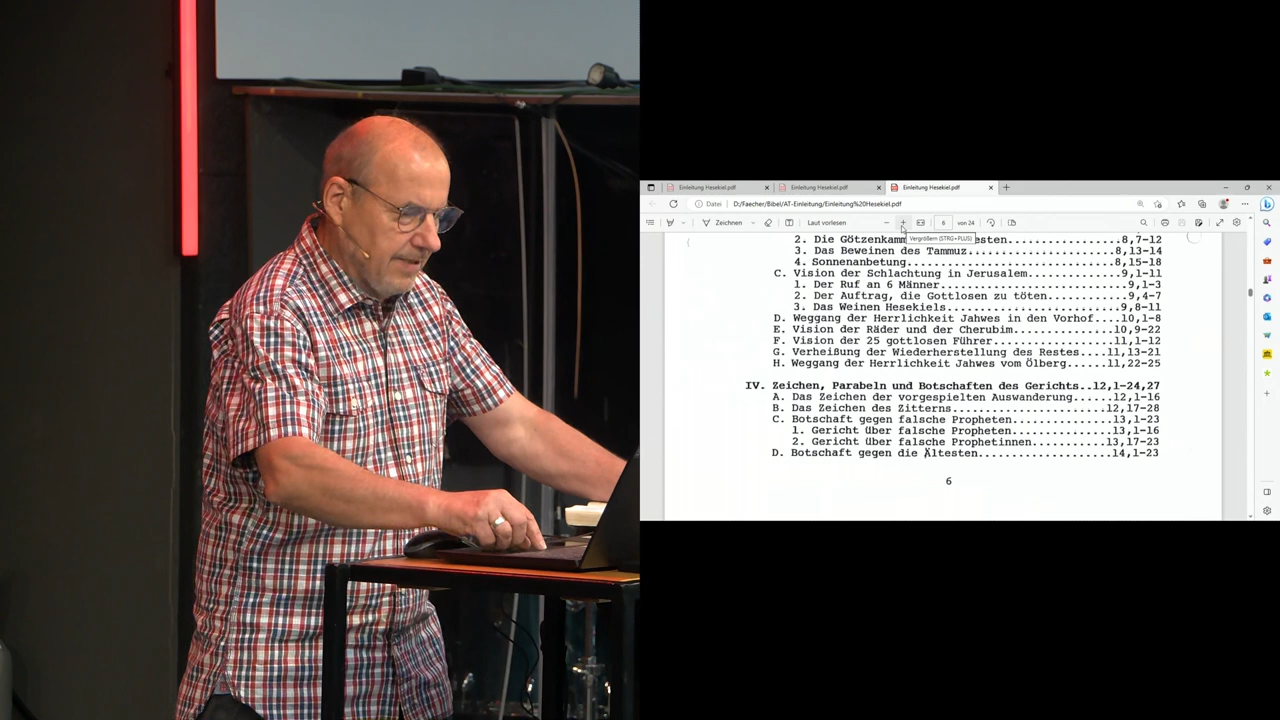 Einleitung Hesekiel.pdf
Einleitung Hesekiel.pdf
Einleitung Hesekiel.pdf
Datei D:/Faecher/Bibel/AT-Einleitung/Einleitung%20Hesekiel.pdf
Zeichnen Laut vorlesen 6 von 24
Vergrößern (STRG+PLUS)
2. Die Götzenkamm esten..................8,7-12
3. Das Beweinen des Tammuz.....................8,13-14
4. Sonnenanbetung..............................8,15-18
C. Vision der Schlachtung in Jerusalem............9,1-11
1. Der Ruf an 6 Männer.........................9,1-3
2. Der Auftrag, die Gottlosen zu töten.........9,4-7
3. Das Weinen Hesekiels........................9,8-11
D. Weggang der Herrlichkeit Jahwes in den Vorhof...10,1-8
E. Vision der Räder und der Cherubim..............10,9-22
F. Vision der 25 gottlosen Führer.................11,1-12
G. Verheißung der Wiederherstellung des Restes....11,13-21
H. Weggang der Herrlichkeit Jahwes vom Ölberg.....11,22-25
IV. Zeichen, Parabeln und Botschaften des Gerichts..12,1-24,27
A. Das Zeichen der vorgespielten Auswanderung.....12,1-16
B. Das Zeichen des Zitterns.......................12,17-28
C. Botschaft gegen falsche Propheten..............13,1-23
1. Gericht über falsche Propheten..............13,1-16
2. Gericht über falsche Prophetinnen...........13,17-23
D. Botschaft gegen die Ältesten...................14,1-23
6